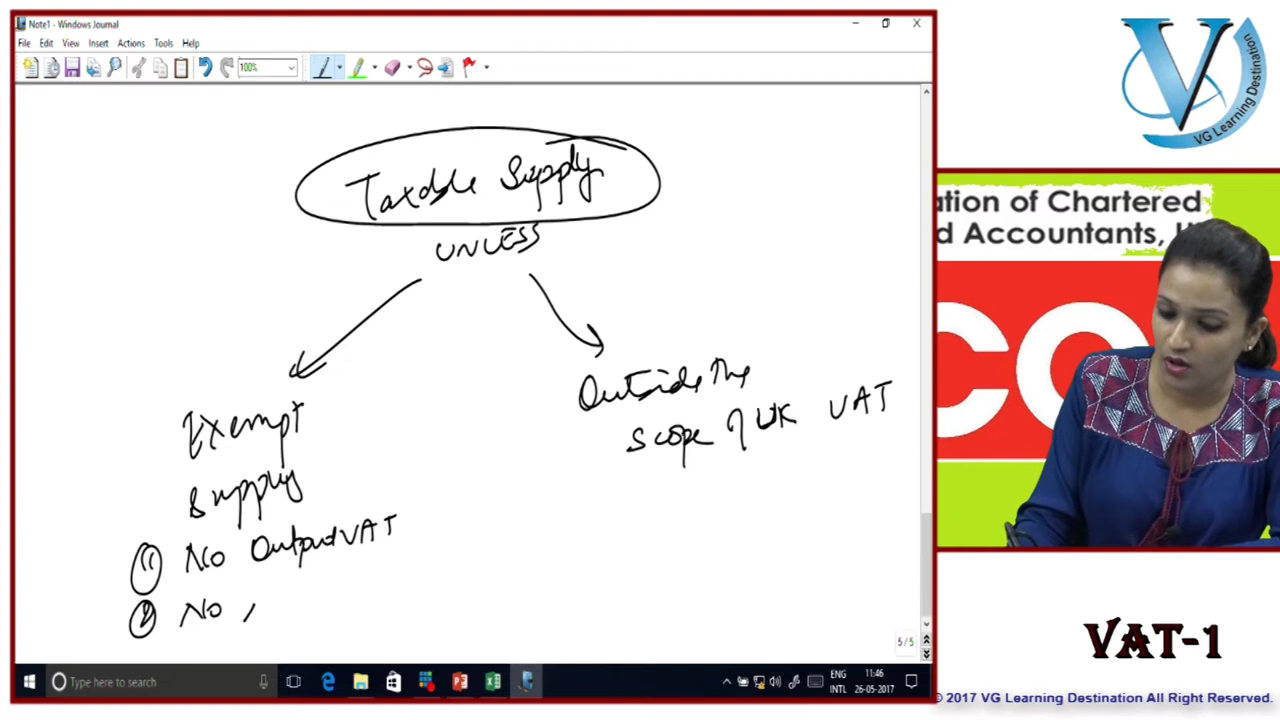 Note1 - Windows Journal
File Edit View Insert Actions Tools Help
100%
Taxable Supply
UNLESS
Exempt
Supply
① No Output VAT
② No
Outside the
Scope of UK VAT
5/5
Type here to search
ENG
INTL
11:46
26-05-2017
V
VG Learning Destination
ation of Chartered
d Accountants, U
CC
VAT-1
© 2017 VG Learning Destination All Right Reserved.